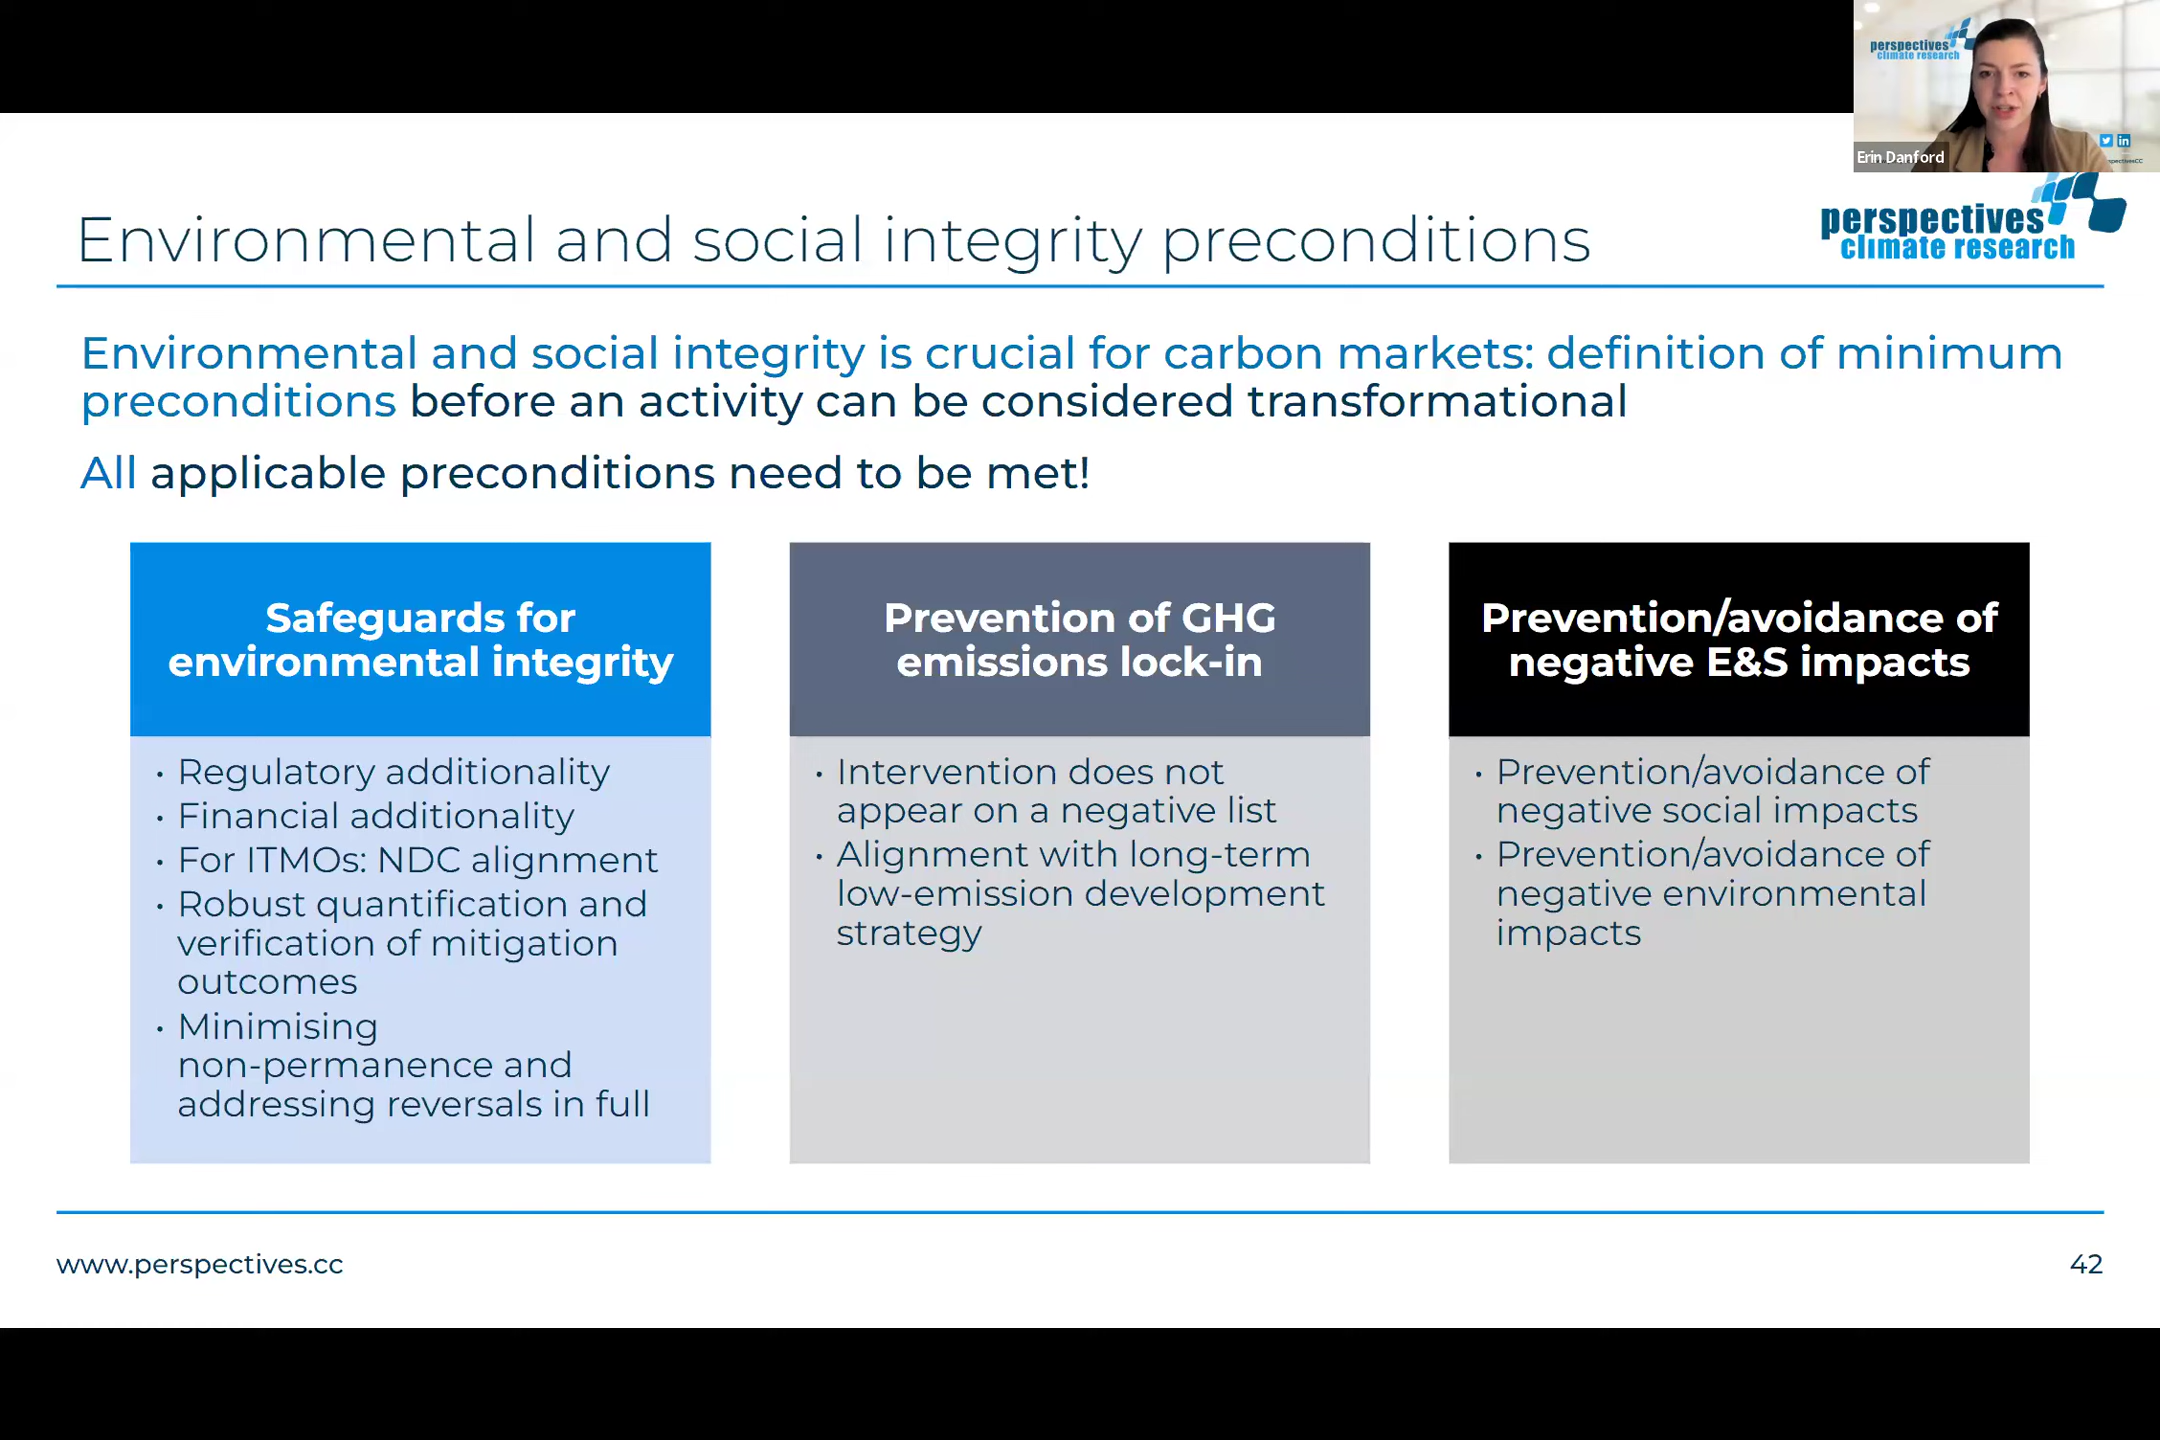 perspectives
climate research
Erin Danford
Environmental and social integrity preconditions
perspectives
climate research
Environmental and social integrity is crucial for carbon markets: definition of minimum
preconditions before an activity can be considered transformational
All applicable preconditions need to be met!
Safeguards for
environmental integrity
• Regulatory additionality
• Financial additionality
• For ITMOs: NDC alignment
• Robust quantification and
verification of mitigation
outcomes
• Minimising
non-permanence and
addressing reversals in full
Prevention of GHG
emissions lock-in
• Intervention does not
appear on a negative list
• Alignment with long-term
low-emission development
strategy
Prevention/avoidance of
negative E&S impacts
• Prevention/avoidance of
negative social impacts
• Prevention/avoidance of
negative environmental
impacts
www.perspectives.cc
42